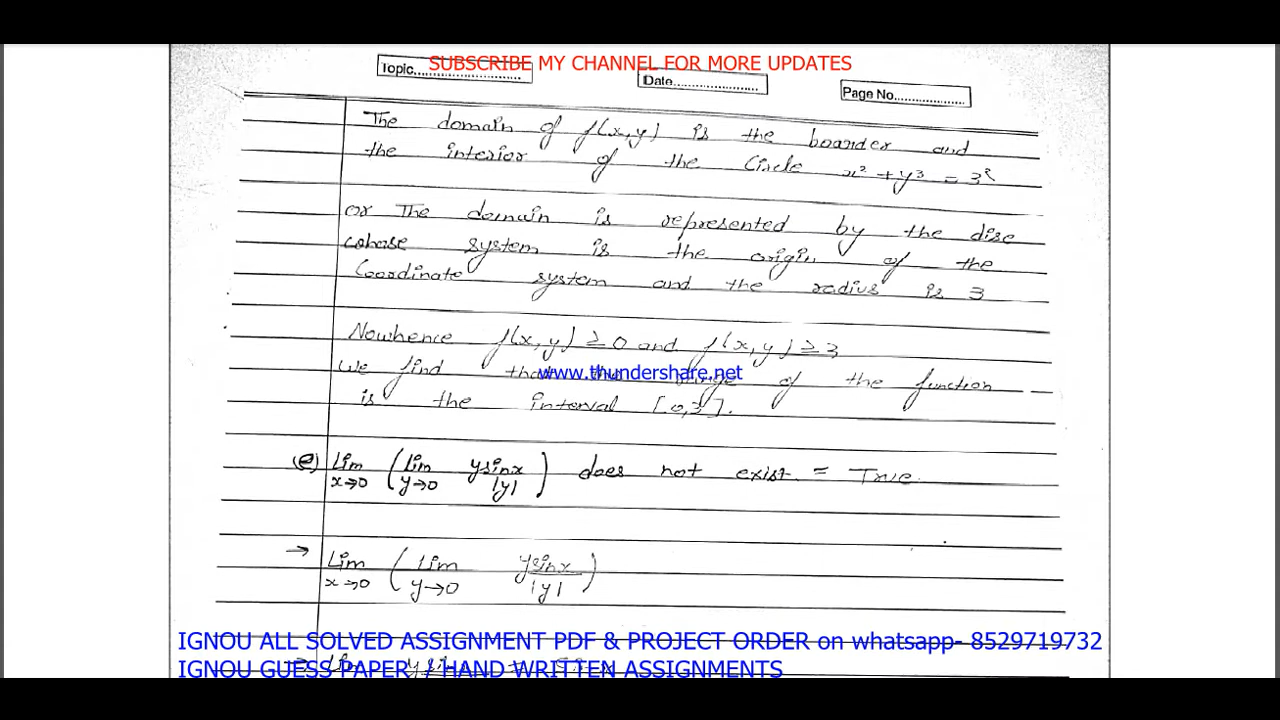 SUBSCRIBE MY CHANNEL FOR MORE UPDATES
Topic............................
Date........................
Page No...................
The domain of f(x,y) is the boarder and
the interior of the Circle x² + y³ = 3²
or The domain is represented by the disc
cohase system is the origin of the
Coordinate system and the radius is 3
Nowhence f(x,y) ≥ 0 and f(x,y) ≥ 3
We find that the of the function
www.thundershare.net
is the interval [0,3].
(e) Lim x→0 (Lim y→0 ysinx/|y|) does not exist. = True.
→ Lim x→0 (Lim y→0 ysinx/|y|)
IGNOU ALL SOLVED ASSIGNMENT PDF & PROJECT ORDER on whatsapp- 8529719732
IGNOU GUESS PAPER / HAND WRITTEN ASSIGNMENTS